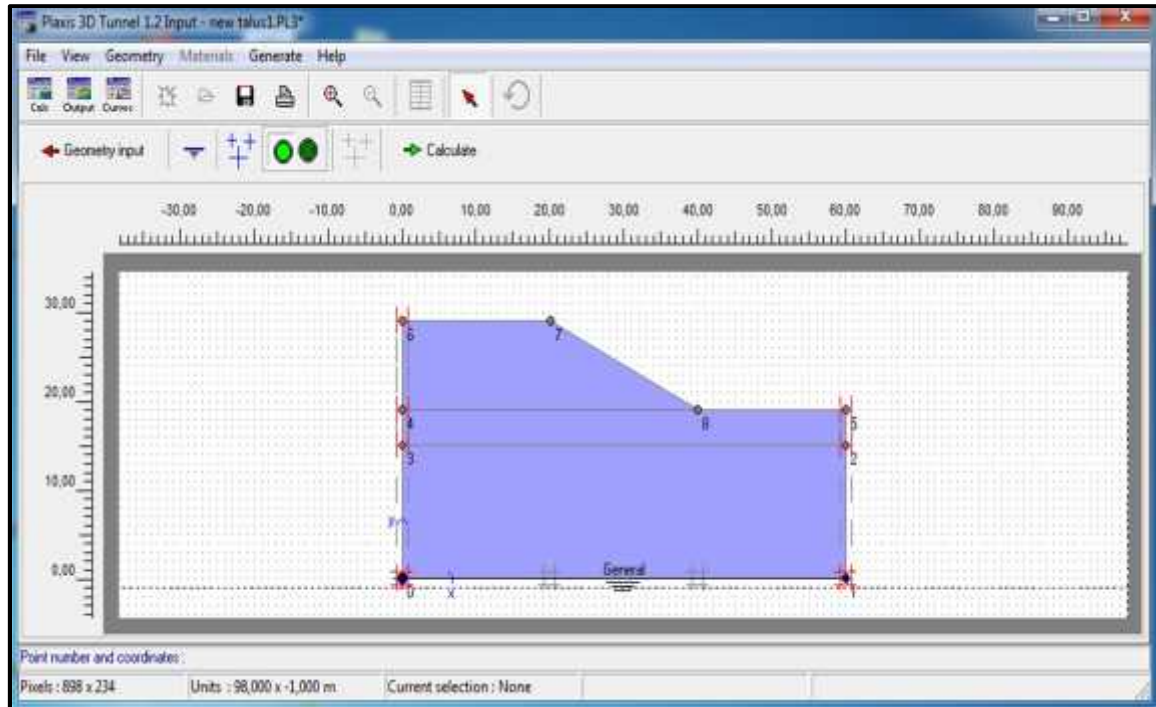 Plaxis 3D Tunnel 1.2 Input - new talus1.PL3*
File View Geometry Materials Generate Help
Calc Output Curves
Geometry input Calculate
-30,00 -20,00 -10,00 0,00 10,00 20,00 30,00 40,00 50,00 60,00 70,00 80,00 90,00
30,00
6 7
20,00
4 8 5
3 2
10,00
y
0,00 General
0 x 1
Point number and coordinates :
Pixels : 898 x 234 Units : 98,000 x -1,000 m Current selection : None